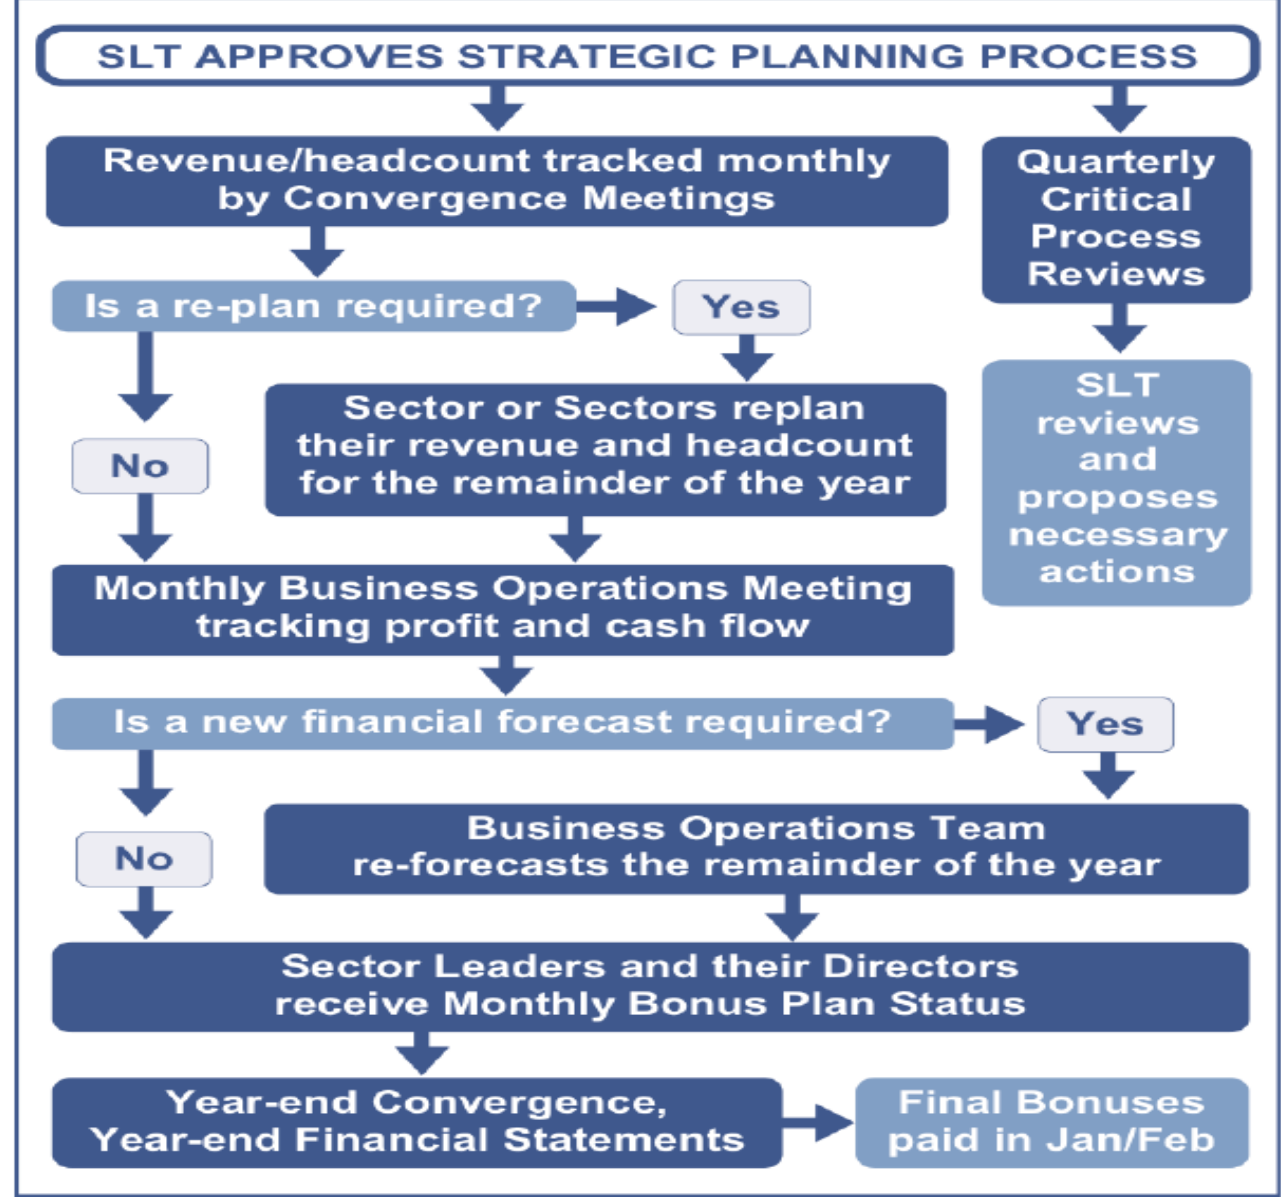 SLT APPROVES STRATEGIC PLANNING PROCESS
Revenue/headcount tracked monthly
by Convergence Meetings
Quarterly
Critical
Process
Reviews
Is a re-plan required?
Yes
SLT
reviews
and
proposes
necessary
actions
Sector or Sectors replan
their revenue and headcount
for the remainder of the year
No
Monthly Business Operations Meeting
tracking profit and cash flow
Is a new financial forecast required?
Yes
Business Operations Team
re-forecasts the remainder of the year
No
Sector Leaders and their Directors
receive Monthly Bonus Plan Status
Year-end Convergence,
Year-end Financial Statements
Final Bonuses
paid in Jan/Feb